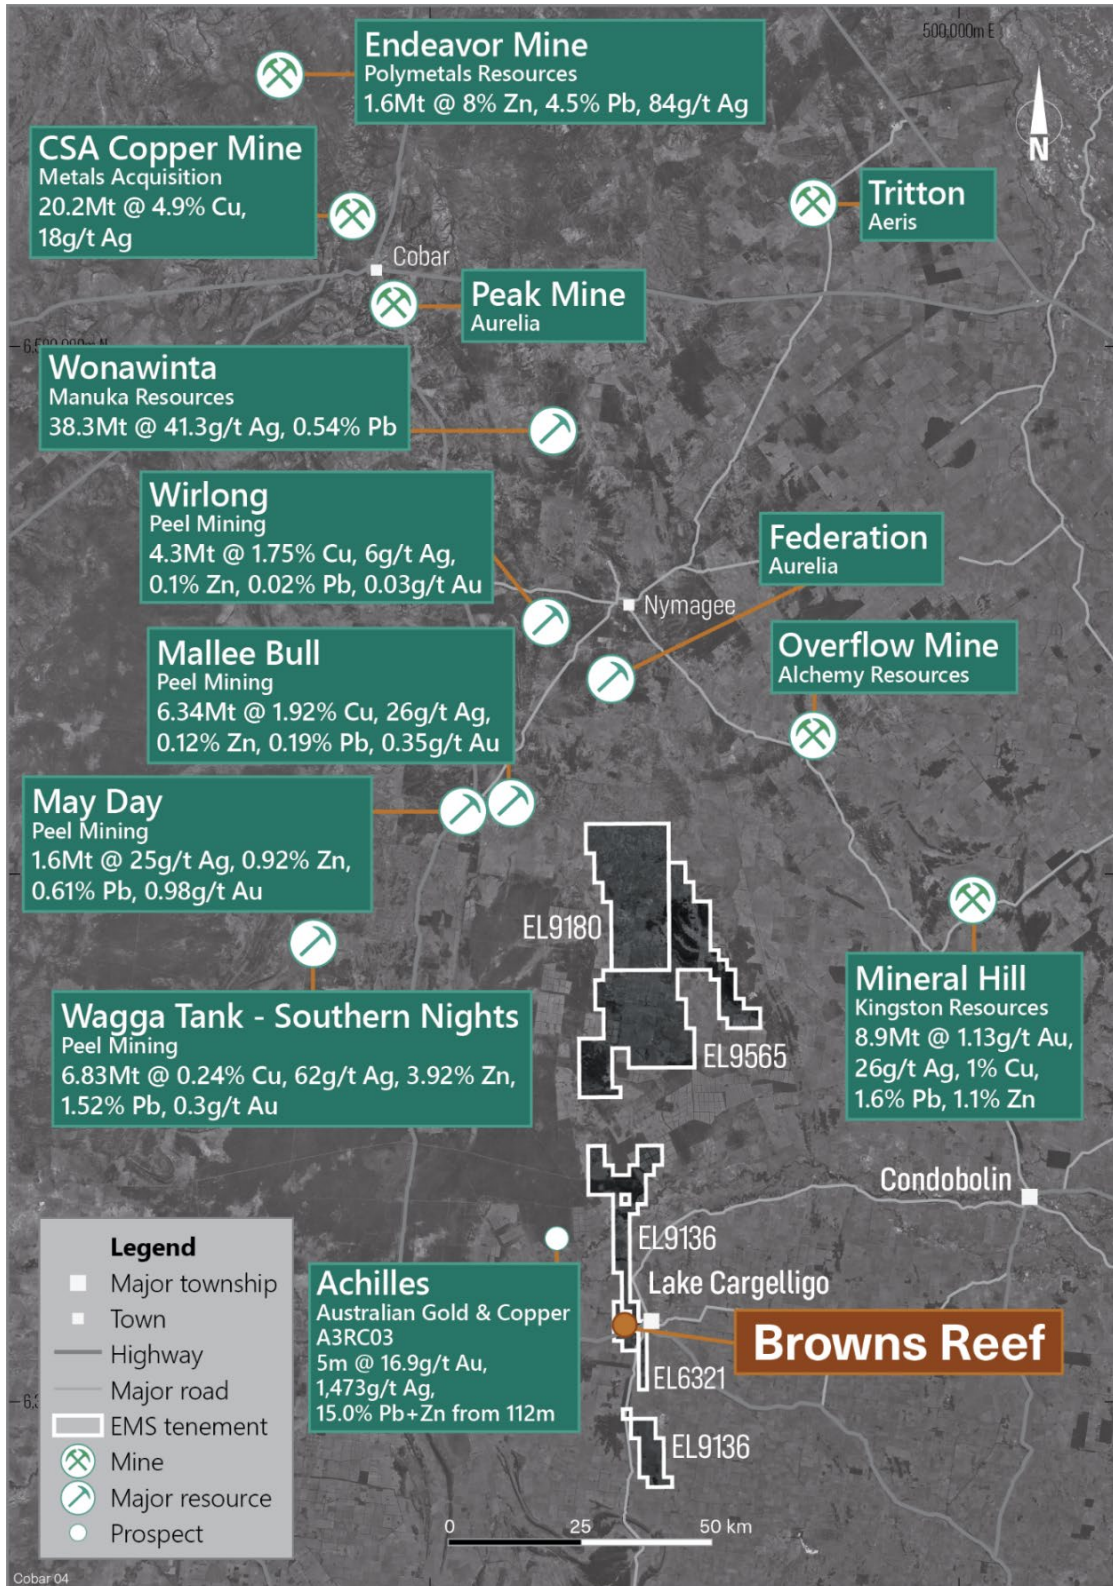 500,000m E
Endeavor Mine
Polymetals Resources
1.6Mt @ 8% Zn, 4.5% Pb, 84g/t Ag
N
CSA Copper Mine
Metals Acquisition
20.2Mt @ 4.9% Cu,
18g/t Ag
Tritton
Aeris
Cobar
Peak Mine
Aurelia
Wonawinta
Manuka Resources
38.3Mt @ 41.3g/t Ag, 0.54% Pb
Wirlong
Peel Mining
4.3Mt @ 1.75% Cu, 6g/t Ag,
0.1% Zn, 0.02% Pb, 0.03g/t Au
Federation
Aurelia
Nymagee
Mallee Bull
Peel Mining
6.34Mt @ 1.92% Cu, 26g/t Ag,
0.12% Zn, 0.19% Pb, 0.35g/t Au
Overflow Mine
Alchemy Resources
May Day
Peel Mining
1.6Mt @ 25g/t Ag, 0.92% Zn,
0.61% Pb, 0.98g/t Au
EL9180
EL9565
Mineral Hill
Kingston Resources
8.9Mt @ 1.13g/t Au,
26g/t Ag, 1% Cu,
1.6% Pb, 1.1% Zn
Wagga Tank - Southern Nights
Peel Mining
6.83Mt @ 0.24% Cu, 62g/t Ag, 3.92% Zn,
1.52% Pb, 0.3g/t Au
Condobolin
EL9136
Lake Cargelligo
Achilles
Australian Gold & Copper
A3RC03
5m @ 16.9g/t Au,
1,473g/t Ag,
15.0% Pb+Zn from 112m
Browns Reef
EL6321
EL9136
Legend
Major township
Town
Highway
Major road
EMS tenement
Mine
Major resource
Prospect
0 25 50 km
Cobar 04